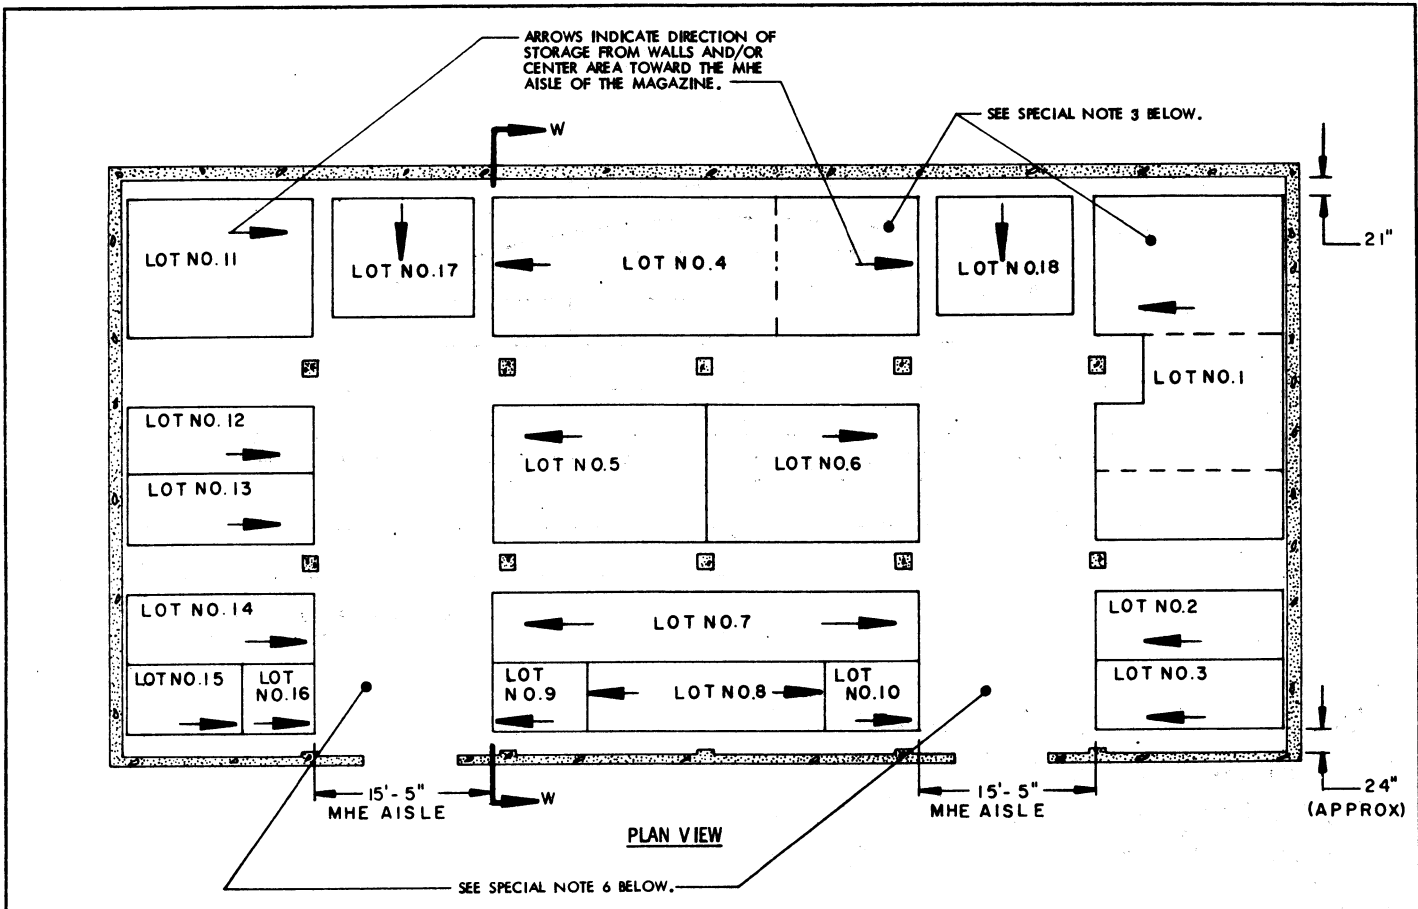 ARROWS INDICATE DIRECTION OF
STORAGE FROM WALLS AND/OR
CENTER AREA TOWARD THE MHE
AISLE OF THE MAGAZINE.
SEE SPECIAL NOTE 3 BELOW.
W
21"
LOT NO.11
LOT NO.17
LOT NO.4
LOT NO.18
LOT NO.1
LOT NO.12
LOT NO.13
LOT NO.5
LOT NO.6
LOT NO.14
LOT NO.7
LOT NO.2
LOT NO.15
LOT
NO.16
LOT
NO.9
LOT NO.8
LOT
NO.10
LOT NO.3
15'-5"
MHE AISLE
W
15'-5"
MHE AISLE
24"
(APPROX)
PLAN VIEW
SEE SPECIAL NOTE 6 BELOW.